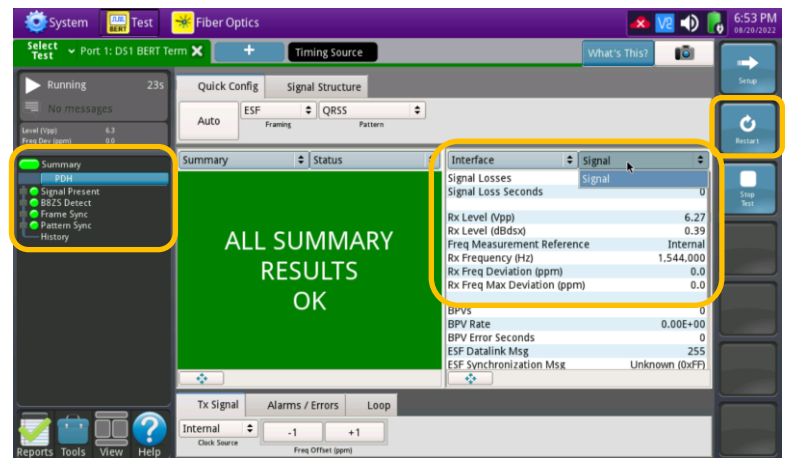 System
Test
Fiber Optics
6:53 PM
08/20/2022
Select Test
Port 1: DS1 BERT Term
Timing Source
What's This?
Running 23s
No messages
Level (Vpp) 6.3
Freq Dev (ppm) 0.0
Summary
PDH
Signal Present
B8ZS Detect
Frame Sync
Pattern Sync
History
Quick Config
Signal Structure
Auto
ESF
Framing
QRSS
Pattern
Summary
Status
ALL SUMMARY
RESULTS
OK
Interface
Signal
Signal Losses
Signal
Signal Loss Seconds 0
Rx Level (Vpp) 6.27
Rx Level (dBdsx) 0.39
Freq Measurement Reference Internal
Rx Frequency (Hz) 1,544,000
Rx Freq Deviation (ppm) 0.0
Rx Freq Max Deviation (ppm) 0.0
BPVs 0
BPV Rate 0.00E+00
BPV Error Seconds 0
ESF Datalink Msg 255
ESF Synchronization Msg Unknown (0xFF)
Tx Signal
Alarms / Errors
Loop
Internal
Clock Source
-1
+1
Freq Offset (ppm)
Setup
Restart
Stop
Test
Reports
Tools
View
Help